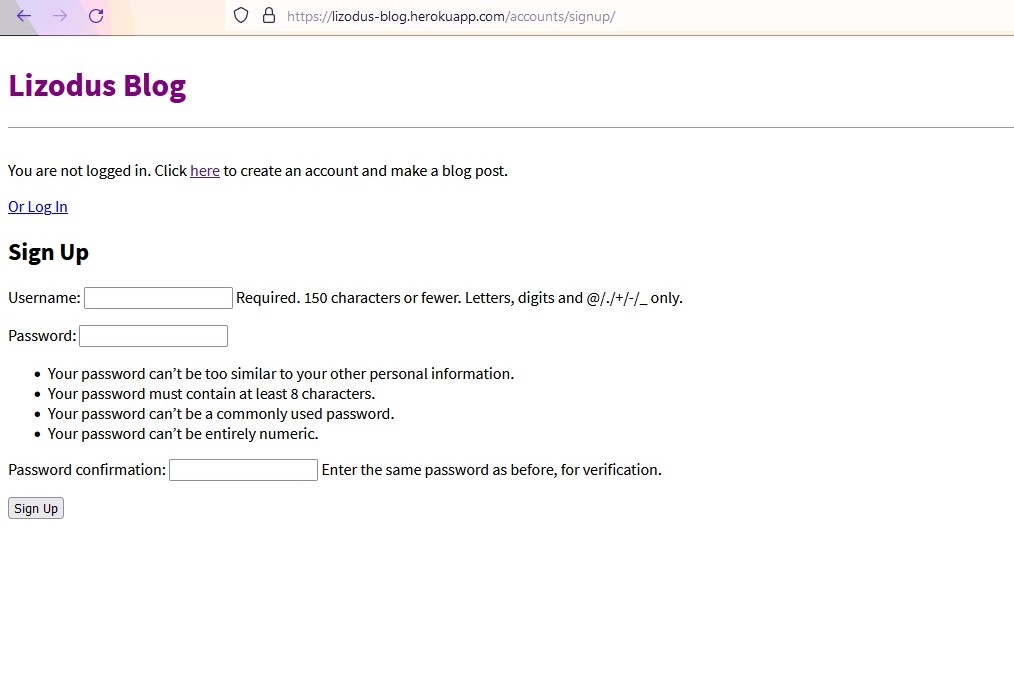 https://lizodus-blog.herokuapp.com/accounts/signup/
Lizodus Blog
You are not logged in. Click here to create an account and make a blog post.
Or Log In
Sign Up
Username: Required. 150 characters or fewer. Letters, digits and @/./+/-/_ only.
Password:
• Your password can’t be too similar to your other personal information.
• Your password must contain at least 8 characters.
• Your password can’t be a commonly used password.
• Your password can’t be entirely numeric.
Password confirmation: Enter the same password as before, for verification.
Sign Up